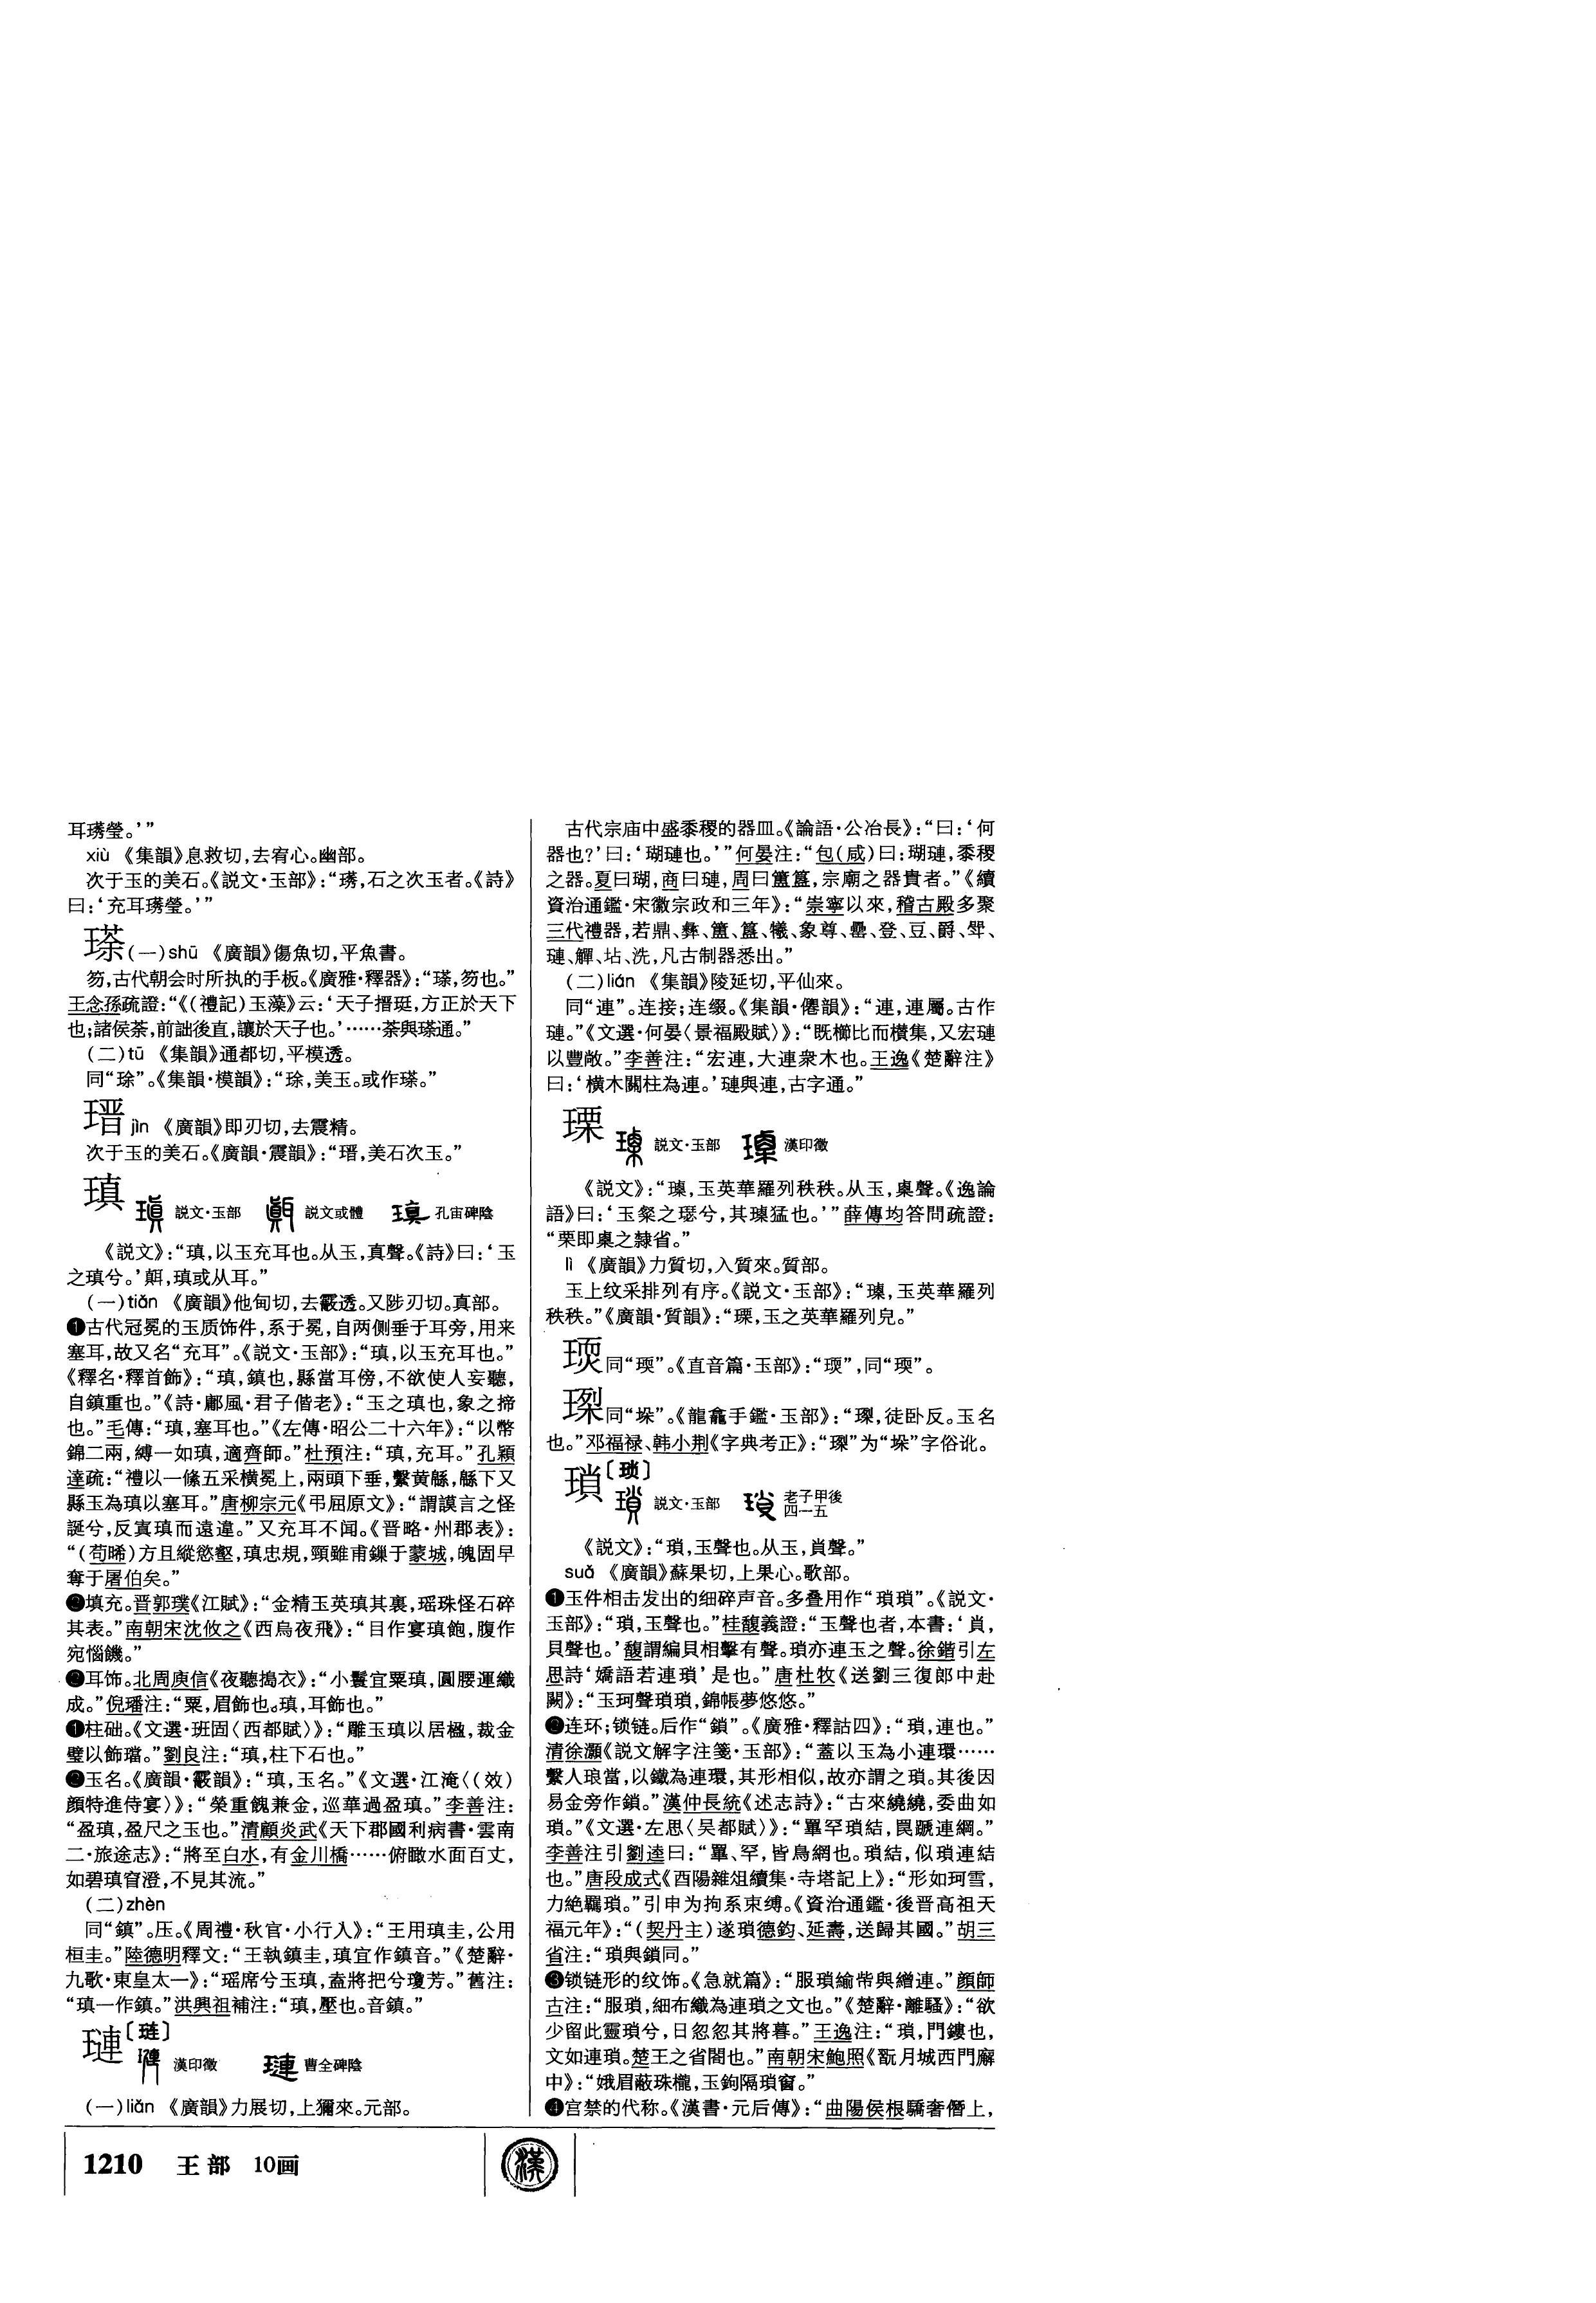 耳琇瑩。’”
xiù 《集韻》息救切,去宥心。幽部。
次于玉的美石。《説文·玉部》:“琇,石之次玉者。《詩》
曰:‘充耳琇瑩。’”
瑹(一)shū 《廣韻》傷魚切,平魚書。
笏,古代朝会时所执的手板。《廣雅·釋器》:“瑹,笏也。”
王念孫疏證:“《(禮記)玉藻》云:‘天子搢珽,方正於天下
也;諸侯荼,前詘後直,讓於天子也。’……荼與瑹通。”
(二)tū 《集韻》通都切,平模透。
同“㻌”。《集韻·模韻》:“㻌,美玉。或作瑹。”
瑨 jìn 《廣韻》即刃切,去震精。
次于玉的美石。《廣韻·震韻》:“瑨,美石次玉。”
瑱 説文·玉部 説文或體 孔宙碑陰
《説文》:“瑱,以玉充耳也。从玉,真聲。《詩》曰:‘玉
之瑱兮。’䫖,瑱或从耳。”
(一)tiǎn 《廣韻》他甸切,去霰透。又陟刃切。真部。
❶古代冠冕的玉质饰件,系于冕,自两侧垂于耳旁,用来
塞耳,故又名“充耳”。《説文·玉部》:“瑱,以玉充耳也。”
《釋名·釋首飾》:“瑱,鎮也,縣當耳傍,不欲使人妄聽,
自鎮重也。”《詩·鄘風·君子偕老》:“玉之瑱也,象之揥
也。”毛傳:“瑱,塞耳也。”《左傳·昭公二十六年》:“以幣
錦二兩,縛一如瑱,適齊師。”杜預注:“瑱,充耳。”孔穎
達疏:“禮以一絛五采横冕上,兩頭下垂,繫黄緜,緜下又
縣玉為瑱以塞耳。”唐柳宗元《弔屈原文》:“謂謨言之怪
誕兮,反寘瑱而遠違。”又充耳不闻。《晋略·州郡表》:
“(苟晞)方且縱慾壑,瑱忠規,頸雖甫鏁于蒙城,魄固早
奪于屠伯矣。”
❷填充。晋郭璞《江賦》:“金精玉英瑱其裏,瑶珠怪石碎
其表。”南朝宋沈攸之《西烏夜飛》:“目作宴瑱飽,腹作
宛惱饑。”
❸耳饰。北周庾信《夜聽搗衣》:“小鬟宜粟瑱,圓腰運織
成。”倪璠注:“粟,眉飾也。瑱,耳飾也。”
❹柱础。《文選·班固〈西都賦〉》:“雕玉瑱以居楹,裁金
璧以飾璫。”劉良注:“瑱,柱下石也。”
❺玉名。《廣韻·霰韻》:“瑱,玉名。”《文選·江淹〈(效)
顔特進侍宴〉》:“榮重餽兼金,巡華過盈瑱。”李善注:
“盈瑱,盈尺之玉也。”清顧炎武《天下郡國利病書·雲南
二·旅途志》:“將至白水,有金川橋……俯瞰水面百丈,
如碧瑱窅澄,不見其流。”
(二)zhèn
同“鎮”。压。《周禮·秋官·小行人》:“王用瑱圭,公用
桓圭。”陸德明釋文:“王執鎮圭,瑱宜作鎮音。”《楚辭·
九歌·東皇太一》:“瑶席兮玉瑱,盍將把兮瓊芳。”舊注:
“瑱一作鎮。”洪興祖補注:“瑱,壓也。音鎮。”
璉〔琏〕 漢印徵 曹全碑陰
(一)liǎn 《廣韻》力展切,上獮來。元部。
古代宗庙中盛黍稷的器皿。《論語·公冶長》:“曰:‘何
器也?’曰:‘瑚璉也。’”何晏注:“包(咸)曰:瑚璉,黍稷
之器。夏曰瑚,商曰璉,周曰簠簋,宗廟之器貴者。”《續
資治通鑑·宋徽宗政和三年》:“崇寧以來,稽古殿多聚
三代禮器,若鼎、彝、簠、簋、犧、象尊、罍、登、豆、爵、斝、
璉、觶、坫、洗,凡古制器悉出。”
(二)lián 《集韻》陵延切,平仙來。
同“連”。连接;连缀。《集韻·僊韻》:“連,連屬。古作
璉。”《文選·何晏〈景福殿賦〉》:“既櫛比而欑集,又宏璉
以豐敞。”李善注:“宏連,大連衆木也。王逸《楚辭注》
曰:‘横木關柱為連。’璉與連,古字通。”
瑮 説文·玉部 漢印徵
《説文》:“瑮,玉英華羅列秩秩。从玉,㮚聲。《逸論
語》曰:‘玉粲之瑟兮,其瑮猛也。’”薛傳均答問疏證:
“栗即㮚之隸省。”
lì 《廣韻》力質切,入質來。質部。
玉上纹采排列有序。《説文·玉部》:“瑮,玉英華羅列
秩秩。”《廣韻·質韻》:“瑮,玉之英華羅列皃。”
同“瑌”。《直音篇·玉部》:
同“垛”。《龍龕手鑑·玉部》:
也。”邓福禄、韩小荆《字典考正》:
瑣〔琐〕 説文·玉部 老子甲後四一五
《説文》:“瑣,玉聲也。从玉,𧴪聲。”
suǒ 《廣韻》蘇果切,上果心。歌部。
❶玉件相击发出的细碎声音。多叠用作“瑣瑣”。《説文·
玉部》:“瑣,玉聲也。”桂馥義證:“玉聲也者,本書:‘𧴪,
貝聲也。’馥謂編貝相擊有聲。瑣亦連玉之聲。徐鍇引左
思詩‘嬌語若連瑣’是也。”唐杜牧《送劉三復郎中赴
闕》:“玉珂聲瑣瑣,錦帳夢悠悠。”
❷连环;锁链。后作“鎖”。《廣雅·釋詁四》:“瑣,連也。”
清徐灝《説文解字注箋·玉部》:“蓋以玉為小連環……
繫人琅當,以鐵為連環,其形相似,故亦謂之瑣。其後因
易金旁作鎖。”漢仲長統《述志詩》:“古來繞繞,委曲如
瑣。”《文選·左思〈吴都賦〉》:“罼罕瑣結,罠蹏連綱。”
李善注引劉逵曰:“罼、罕,皆鳥網也。瑣結,似瑣連結
也。”唐段成式《酉陽雜俎續集·寺塔記上》:“形如珂雪,
力絶羈瑣。”引申为拘系束缚。《資治通鑑·後晋高祖天
福元年》:“(契丹主)遂瑣德鈞、延壽,送歸其國。”胡三
省注:“瑣與鎖同。”
❸锁链形的纹饰。《急就篇》:“服瑣緰帋與繒連。”顔師
古注:“服瑣,細布織為連瑣之文也。”《楚辭·離騷》:“欲
少留此靈瑣兮,日忽忽其將暮。”王逸注:“瑣,門鏤也,
文如連瑣。楚王之省閤也。”南朝宋鮑照《翫月城西門廨
中》:“娥眉蔽珠櫳,玉鉤隔瑣窗。”
❹宫禁的代称。《漢書·元后傳》:“曲陽侯根驕奢僭上,
1210 王部 10画
漢